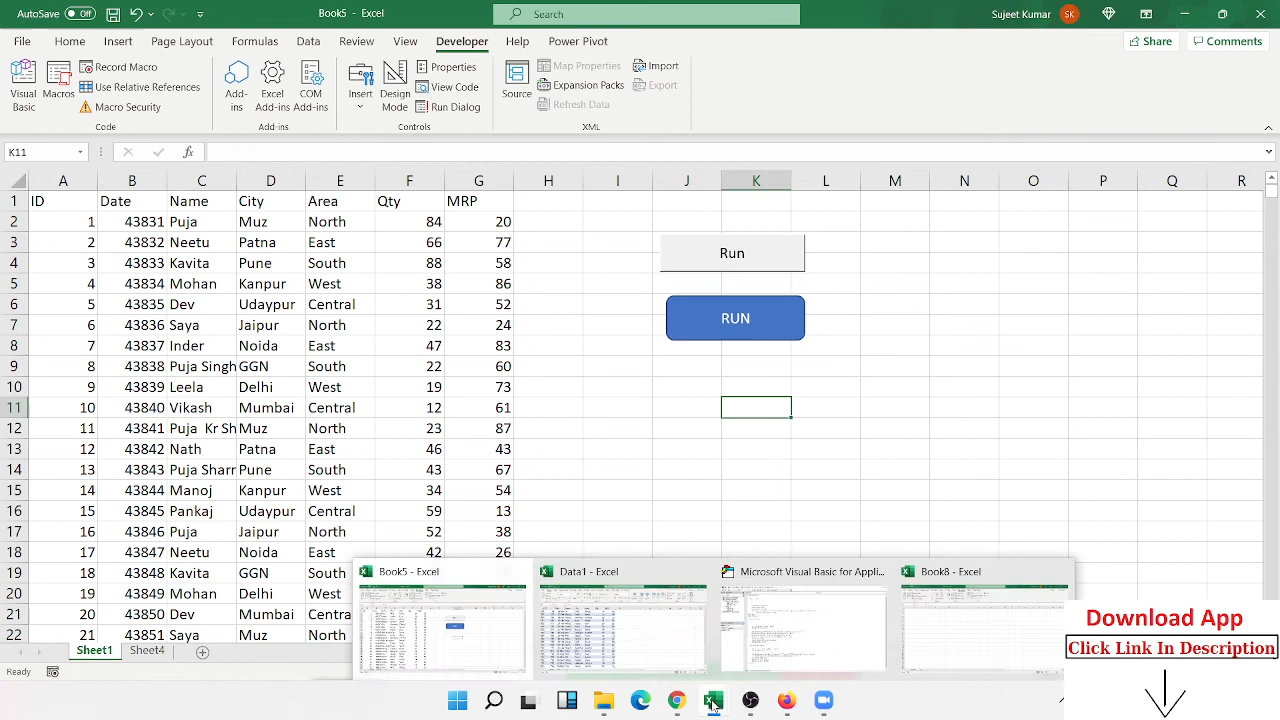 AutoSave Off Book5 - Excel Search Sujeet Kumar SK
File Home Insert Page Layout Formulas Data Review View Developer Help Power Pivot Share Comments
Visual Basic Macros Record Macro Use Relative References Macro Security Code
Add-ins Excel Add-ins COM Add-ins Add-ins
Insert Design Mode Properties View Code Run Dialog Controls
Source Map Properties Expansion Packs Refresh Data Import Export XML
K11 fx
A B C D E F G H I J K L M N O P Q R
1 ID Date Name City Area Qty MRP
2 1 43831 Puja Muz North 84 20
3 2 43832 Neetu Patna East 66 77
4 3 43833 Kavita Pune South 88 58
5 4 43834 Mohan Kanpur West 38 86
6 5 43835 Dev Udaypur Central 31 52
7 6 43836 Saya Jaipur North 22 24
8 7 43837 Inder Noida East 47 83
9 8 43838 Puja Singh GGN South 22 60
10 9 43839 Leela Delhi West 19 73
11 10 43840 Vikash Mumbai Central 12 61
12 11 43841 Puja Kr Sh Muz North 23 87
13 12 43842 Nath Patna East 46 43
14 13 43843 Puja Sharr Pune South 43 67
15 14 43844 Manoj Kanpur West 34 54
16 15 43845 Pankaj Udaypur Central 59 13
17 16 43846 Puja Jaipur North 52 38
18 17 43847 Neetu Noida East 42 26
19 18 43848 Kavita GGN South
20 19 43849 Mohan Delhi West
21 20 43850 Dev Mumbai Centra
22 21 43851 Saya Muz North
Run
RUN
Book5 - Excel Data1 - Excel Microsoft Visual Basic for Appli... Book8 - Excel
Sheet1 Sheet4
Ready
Download App
Click Link In Description